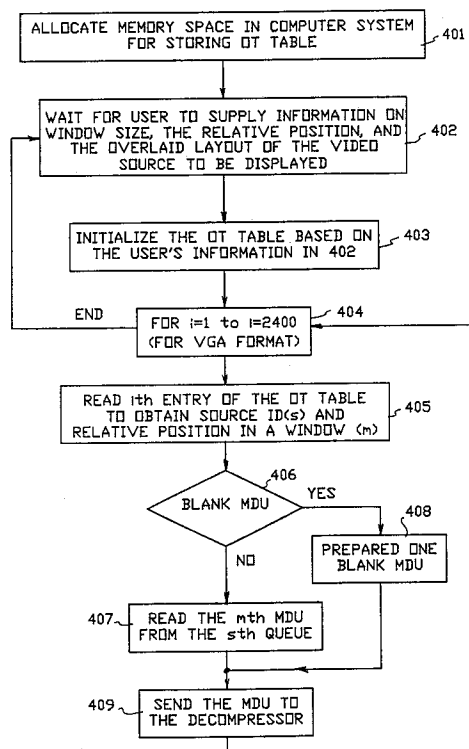 ALLOCATE MEMORY SPACE IN COMPUTER SYSTEM
FOR STORING OT TABLE
401
WAIT FOR USER TO SUPPLY INFORMATION ON
WINDOW SIZE, THE RELATIVE POSITION, AND
THE OVERLAID LAYOUT OF THE VIDEO
SOURCE TO BE DISPLAYED
402
INITIALIZE THE OT TABLE BASED ON
THE USER'S INFORMATION IN 402
403
END
FOR i=1 to i=2400
(FOR VGA FORMAT)
404
READ ith ENTRY OF THE OT TABLE
TO OBTAIN SOURCE ID(s) AND
RELATIVE POSITION IN A WINDOW (m)
405
406
BLANK MDU
YES
408
PREPARED ONE
BLANK MDU
NO
407
READ THE mth MDU
FROM THE sth QUEUE
409
SEND THE MDU TO
THE DECOMPRESSOR